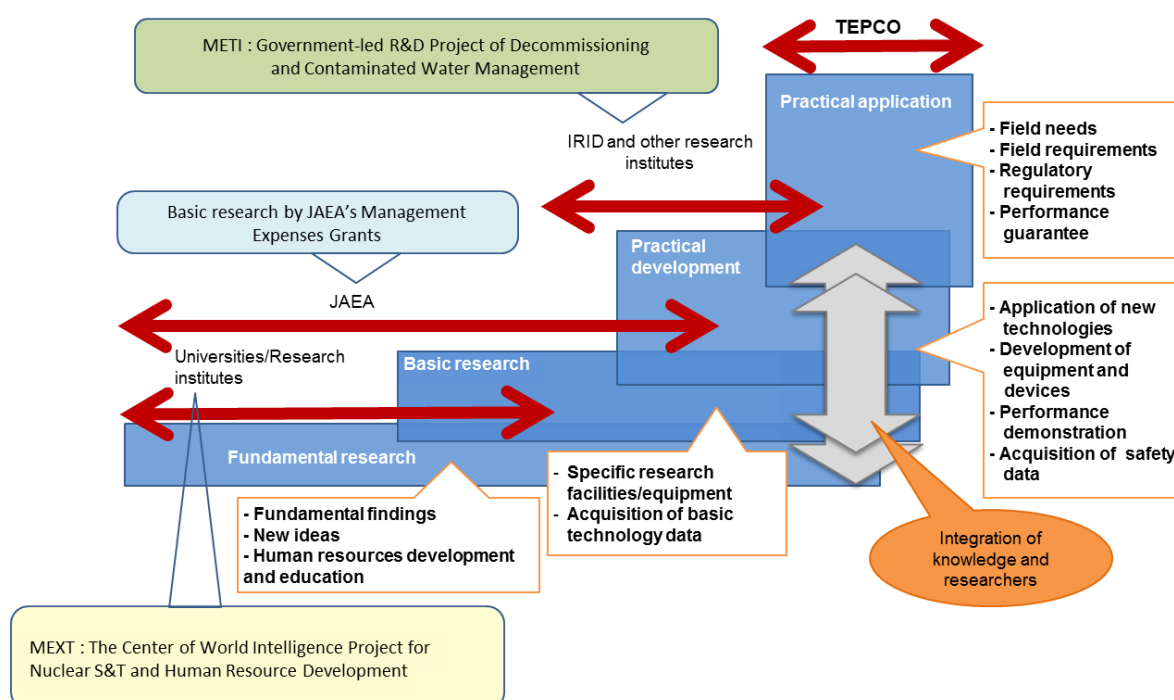 METI : Government-led R&D Project of Decommissioning
and Contaminated Water Management
TEPCO
Practical application
IRID and other research
institutes
- Field needs
- Field requirements
- Regulatory
requirements
- Performance
guarantee
Basic research by JAEA's Management
Expenses Grants
Practical
development
JAEA
- Application of new
technologies
- Development of
equipment and
devices
- Performance
demonstration
- Acquisition of safety
data
Universities/Research
institutes
Basic research
Fundamental research
- Specific research
facilities/equipment
- Acquisition of basic
technology data
- Fundamental findings
- New ideas
- Human resources development
and education
Integration of
knowledge and
researchers
MEXT : The Center of World Intelligence Project for
Nuclear S&T and Human Resource Development